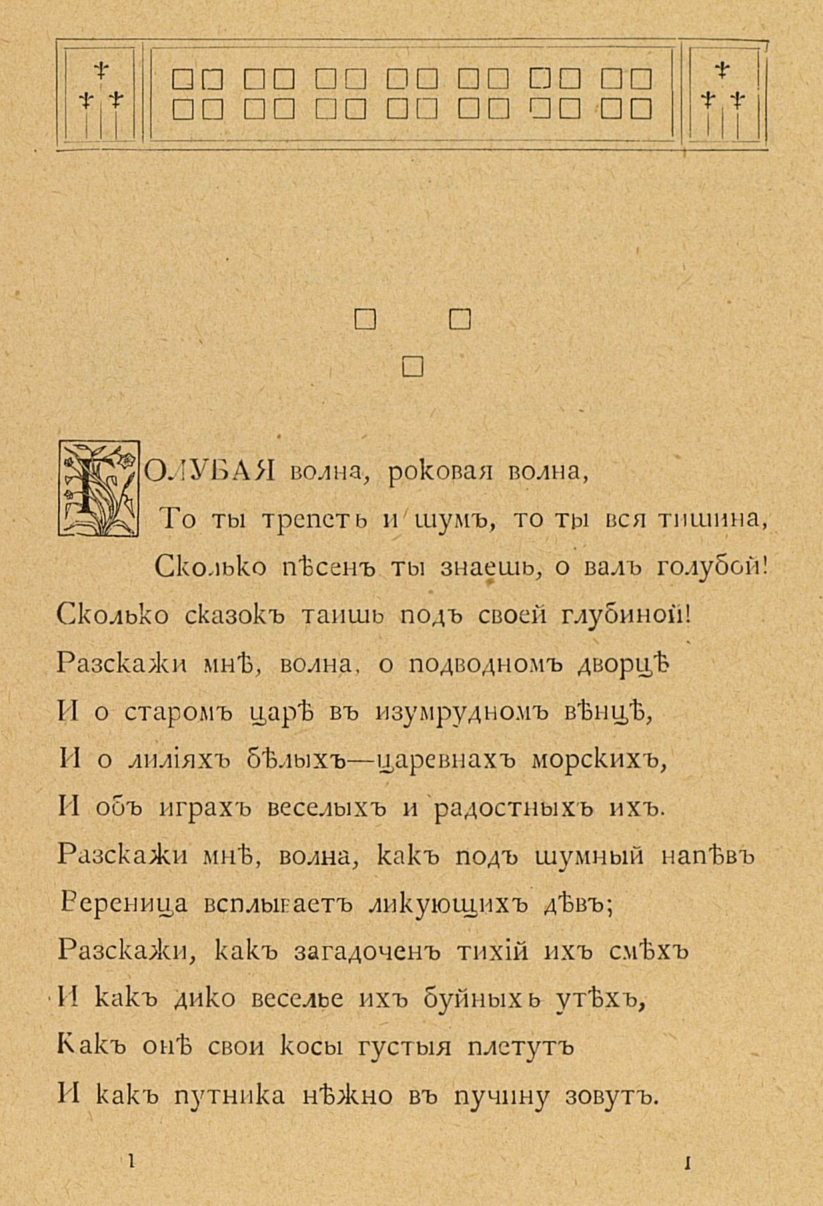 ГОЛУБАЯ волна, роковая волна,
То ты трепетъ и шумъ, то ты вся тишина,
Сколько пѣсенъ ты знаешь, о валъ голубой!
Сколько сказокъ таишь подъ своей глубиной!
Разскажи мнѣ, волна, о подводномъ дворцѣ
И о старомъ царѣ въ изумрудномъ вѣнцѣ,
И о лиліяхъ бѣлыхъ—царевнахъ морскихъ,
И объ играхъ веселыхъ и радостныхъ ихъ.
Разскажи мнѣ, волна, какъ подъ шумный напѣвъ
Вереница всплываетъ ликующихъ дѣвъ;
Разскажи, какъ загадоченъ тихій ихъ смѣхъ
И какъ дико веселье ихъ буйныхъ утѣхъ,
Какъ онѣ свои косы густыя плетутъ
И какъ путника нѣжно въ пучину зовутъ.
1 1